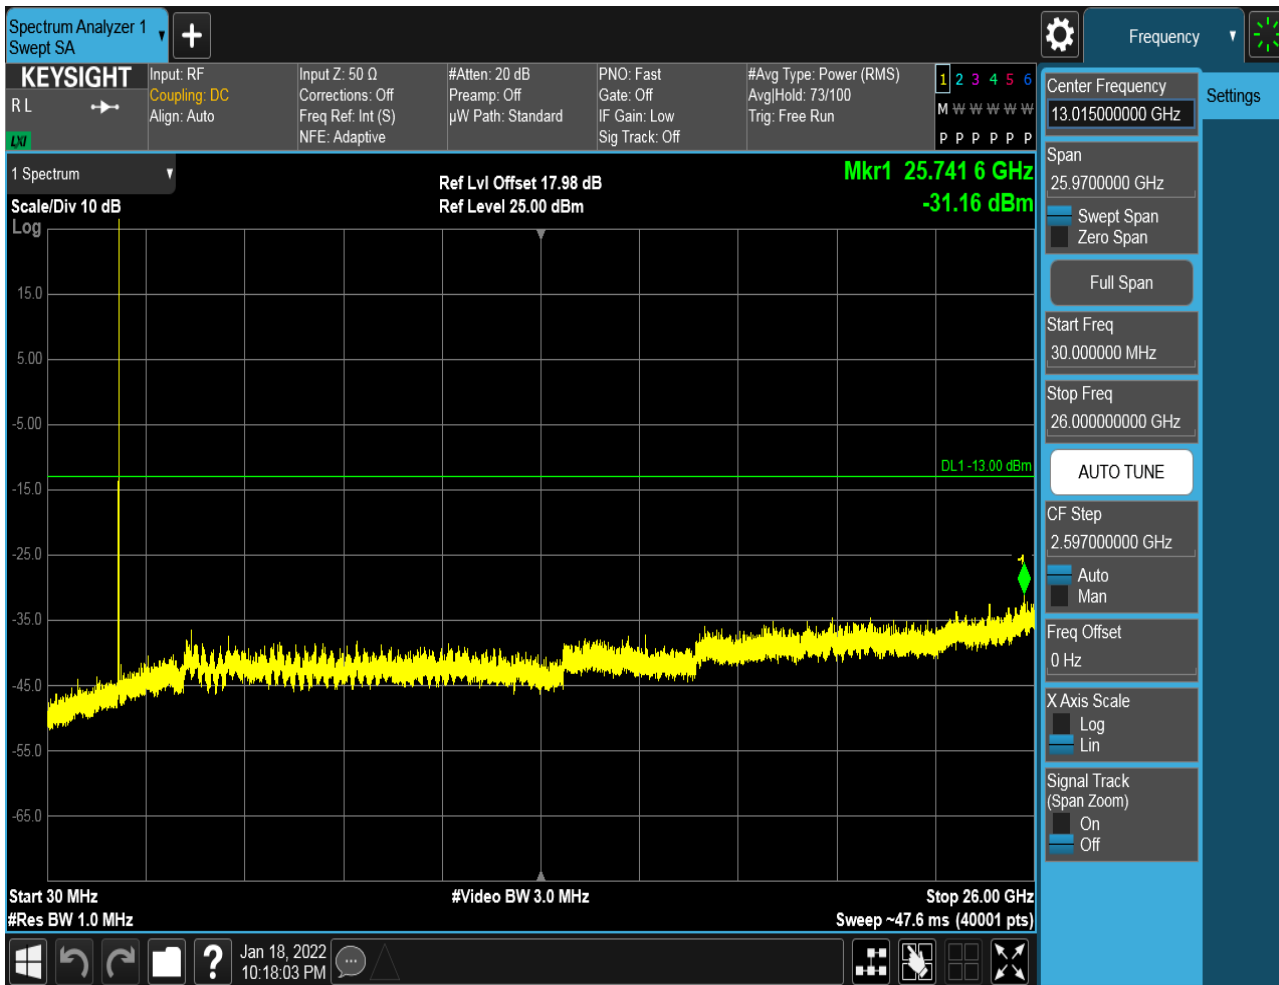 Spectrum Analyzer 1
Swept SA
Frequency
KEYSIGHT
R L
LXI
Input: RF
Coupling: DC
Align: Auto
Input Z: 50 Ω
Corrections: Off
Freq Ref: Int (S)
NFE: Adaptive
#Atten: 20 dB
Preamp: Off
µW Path: Standard
PNO: Fast
Gate: Off
IF Gain: Low
Sig Track: Off
#Avg Type: Power (RMS)
Avg|Hold: 73/100
Trig: Free Run
1 2 3 4 5 6
M W W W W W
P P P P P P
Center Frequency
13.015000000 GHz
Settings
Span
25.9700000 GHz
Swept Span
Zero Span
Full Span
Start Freq
30.000000 MHz
Stop Freq
26.000000000 GHz
AUTO TUNE
CF Step
2.597000000 GHz
Auto
Man
Freq Offset
0 Hz
X Axis Scale
Log
Lin
Signal Track
(Span Zoom)
On
Off
1 Spectrum
Scale/Div 10 dB
Log
Ref Lvl Offset 17.98 dB
Ref Level 25.00 dBm
Mkr1 25.741 6 GHz
-31.16 dBm
15.0
5.00
-5.00
DL1 -13.00 dBm
-15.0
-25.0
1
-35.0
-45.0
-55.0
-65.0
Start 30 MHz
#Video BW 3.0 MHz
Stop 26.00 GHz
#Res BW 1.0 MHz
Sweep ~47.6 ms (40001 pts)
?
Jan 18, 2022
10:18:03 PM